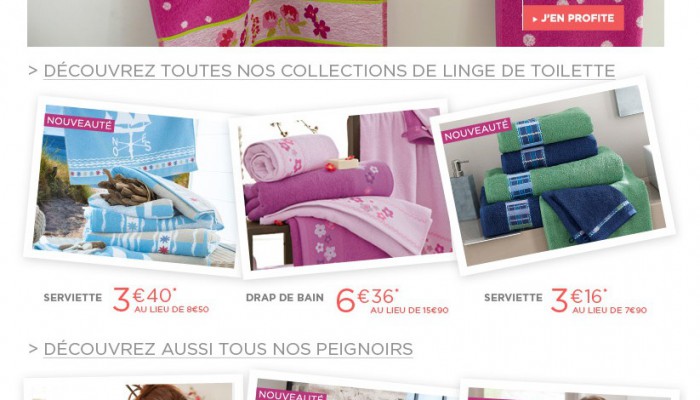 > J'EN PROFITE
> DÉCOUVREZ TOUTES NOS COLLECTIONS DE LINGE DE TOILETTE
NOUVEAUTÉ
NOUVEAUTÉ
SERVIETTE 3€40*
AU LIEU DE 8€50
DRAP DE BAIN 6€36*
AU LIEU DE 15€90
SERVIETTE 3€16*
AU LIEU DE 7€90
> DÉCOUVREZ AUSSI TOUS NOS PEIGNOIRS
NOUVEAUTÉ
NOUVEAUTÉ